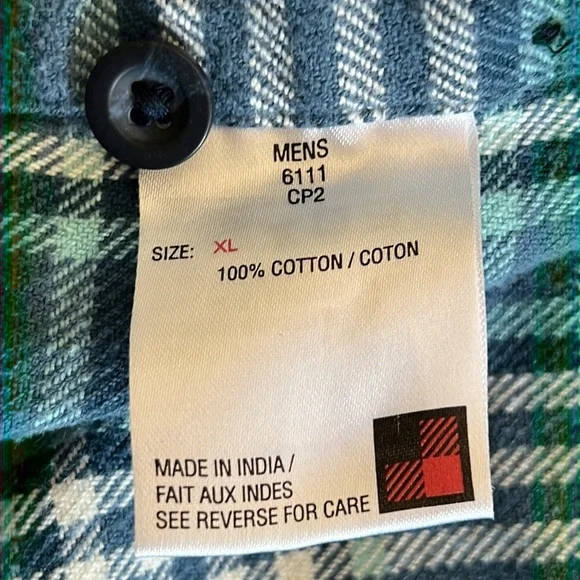 MENS
6111
CP2
SIZE: XL
100% COTTON / COTON
MADE IN INDIA /
FAIT AUX INDES
SEE REVERSE FOR CARE